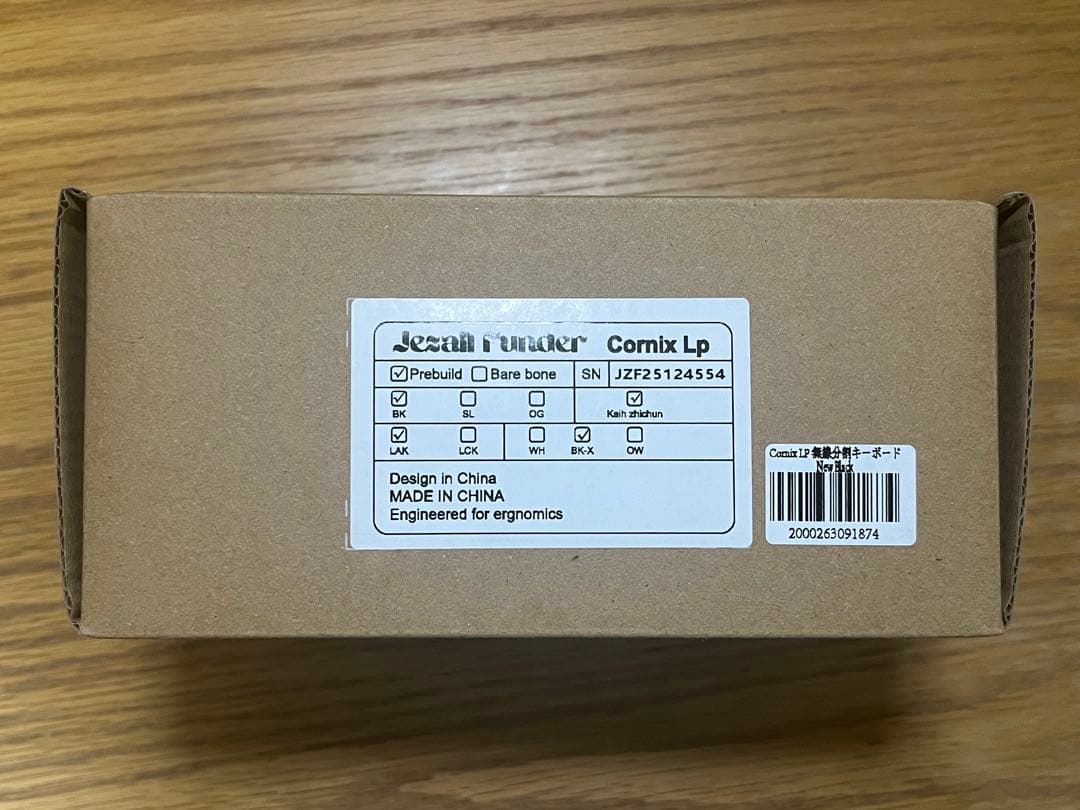 Jezail Funder Cornix Lp
Prebuild Bare bone SN JZF25124554
BK SL OG Kaih zhichun
LAK LCK WH BK-X OW
Design in China
MADE IN CHINA
Engineered for ergnomics
Cornix LP 無線分割キーボード
New Black
2000263091874